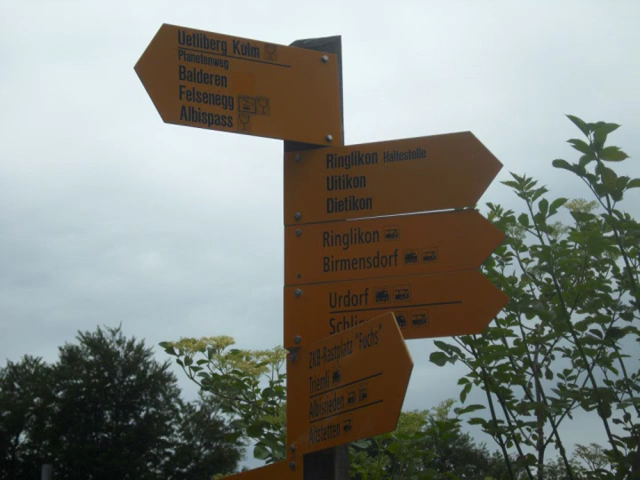 Uetliberg Kulm
Planetenweg
Balderen
Felsenegg
Albispass
Ringlikon Haltestelle
Uitikon
Dietikon
Ringlikon
Birmensdorf
Urdorf
ZKB-Rastplatz "Fuchs"
Triemli
Albisrieden
Altstetten